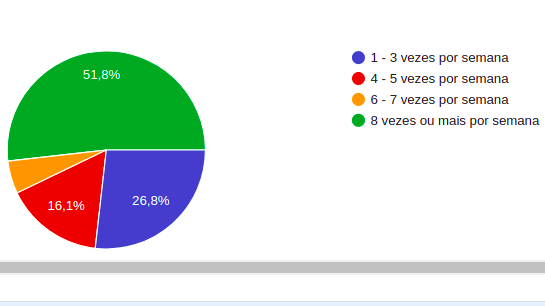 51,8%
26,8%
16,1%
1 - 3 vezes por semana
4 - 5 vezes por semana
6 - 7 vezes por semana
8 vezes ou mais por semana